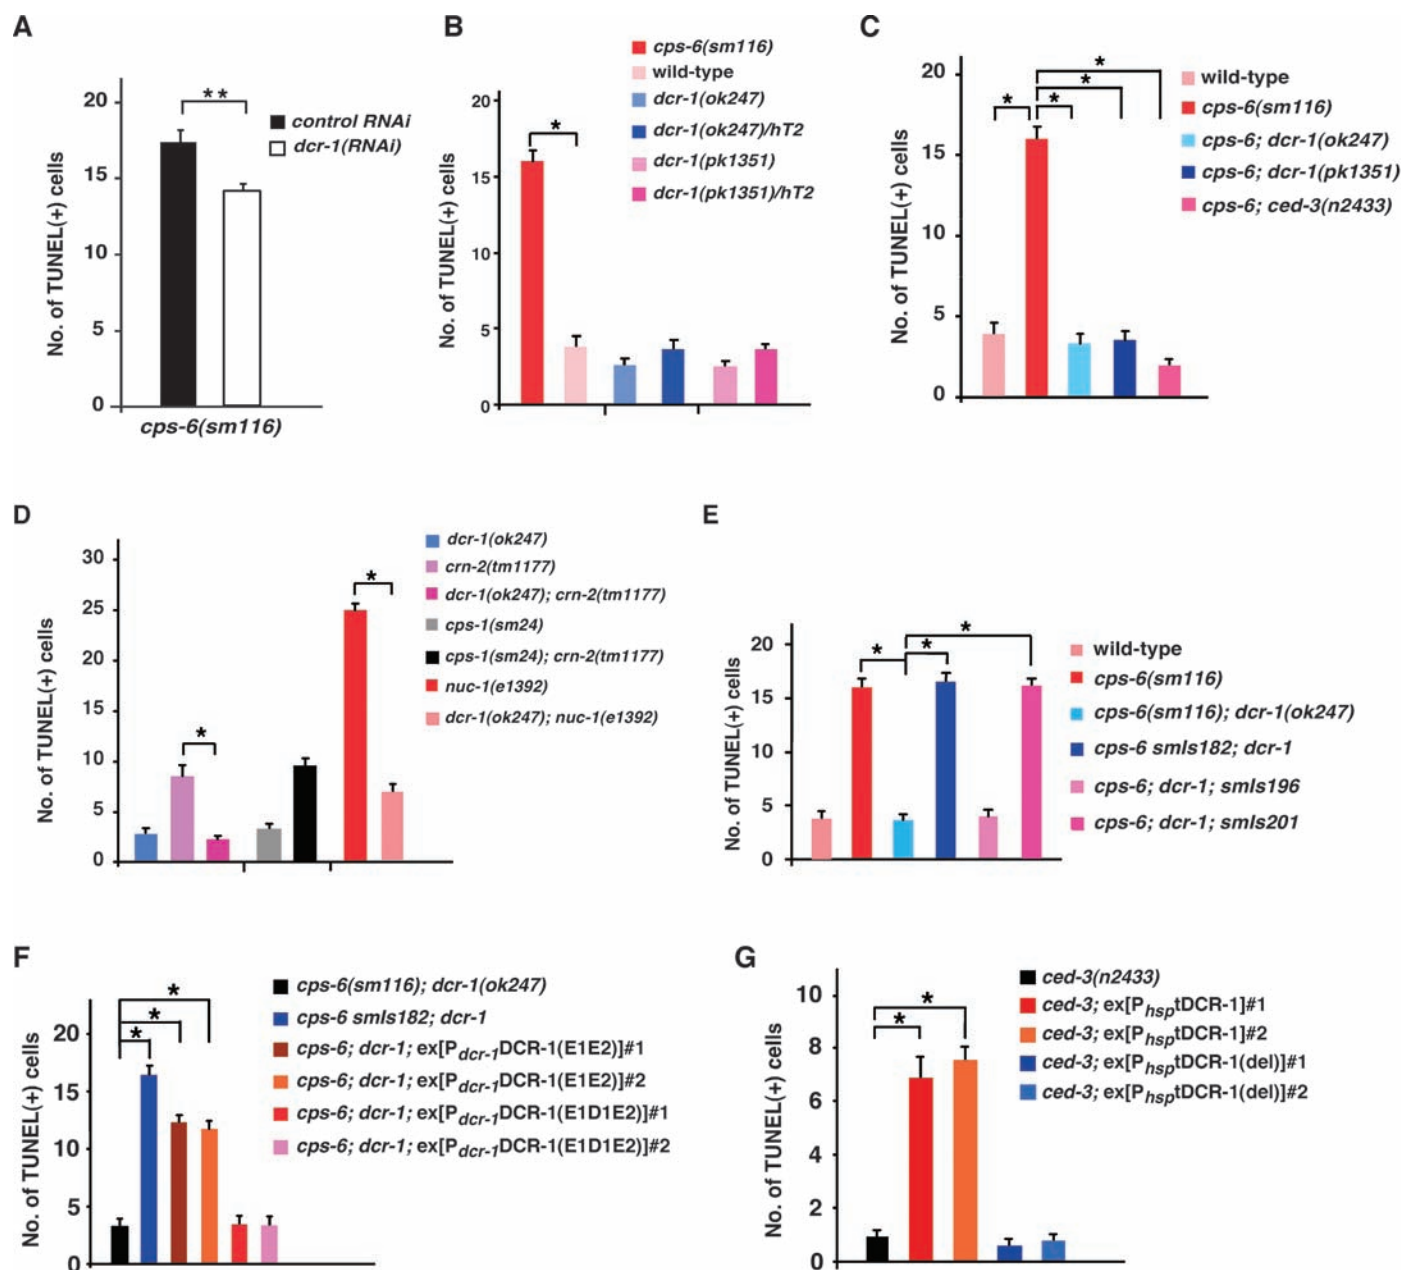 A
No. of TUNEL(+) cells
20
15
10
5
0
**
control RNAi
dcr-1(RNAi)
cps-6(sm116)
B
No. of TUNEL(+) cells
20
15
10
5
0
*
cps-6(sm116)
wild-type
dcr-1(ok247)
dcr-1(ok247)/hT2
dcr-1(pk1351)
dcr-1(pk1351)/hT2
C
No. of TUNEL(+) cells
20
15
10
5
0
*
*
*
*
wild-type
cps-6(sm116)
cps-6; dcr-1(ok247)
cps-6; dcr-1(pk1351)
cps-6; ced-3(n2433)
D
No. of TUNEL(+) cells
30
25
20
15
10
5
0
*
*
dcr-1(ok247)
crn-2(tm1177)
dcr-1(ok247); crn-2(tm1177)
cps-1(sm24)
cps-1(sm24); crn-2(tm1177)
nuc-1(e1392)
dcr-1(ok247); nuc-1(e1392)
E
No. of TUNEL(+) cells
20
15
10
5
0
*
*
*
wild-type
cps-6(sm116)
cps-6(sm116); dcr-1(ok247)
cps-6 smIs182; dcr-1
cps-6; dcr-1; smIs196
cps-6; dcr-1; smIs201
F
No. of TUNEL(+) cells
20
15
10
5
0
*
*
*
cps-6(sm116); dcr-1(ok247)
cps-6 smIs182; dcr-1
cps-6; dcr-1; ex[Pdcr-1DCR-1(E1E2)]#1
cps-6; dcr-1; ex[Pdcr-1DCR-1(E1E2)]#2
cps-6; dcr-1; ex[Pdcr-1DCR-1(E1D1E2)]#1
cps-6; dcr-1; ex[Pdcr-1DCR-1(E1D1E2)]#2
G
No. of TUNEL(+) cells
10
8
6
4
2
0
*
*
ced-3(n2433)
ced-3; ex[PhsptDCR-1]#1
ced-3; ex[PhsptDCR-1]#2
ced-3; ex[PhsptDCR-1(del)]#1
ced-3; ex[PhsptDCR-1(del)]#2